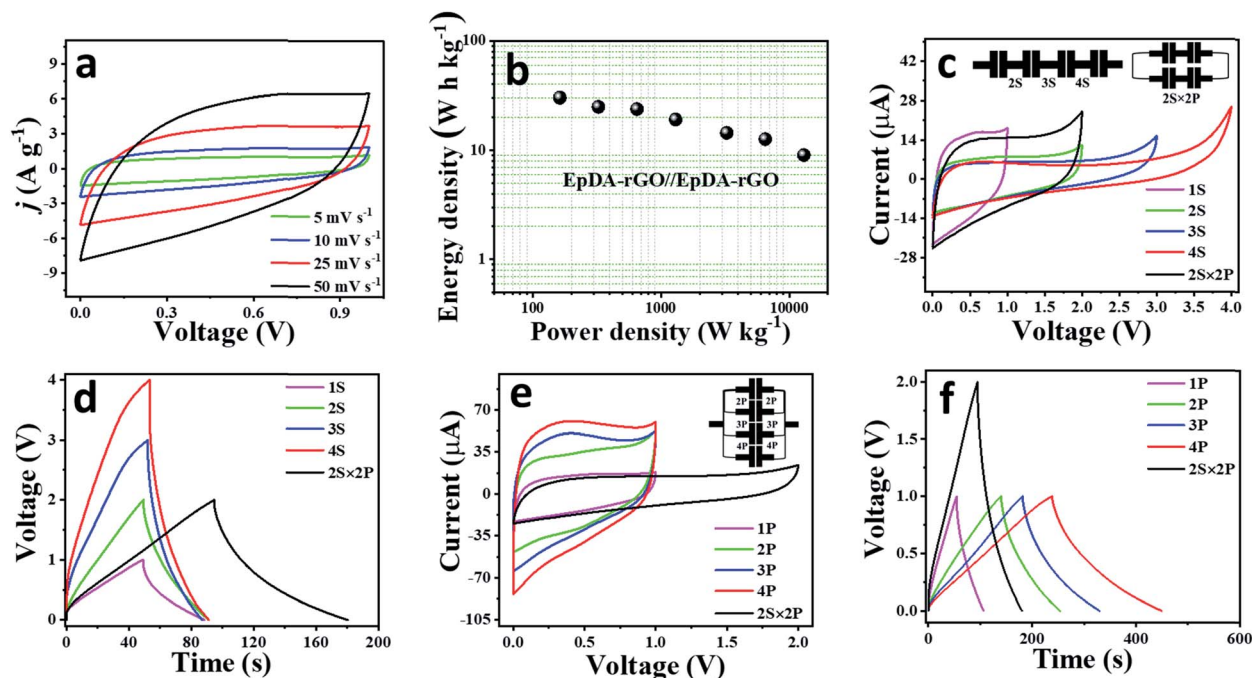 a
j (A g⁻¹)
9
6
3
0
-3
-6
-9
5 mV s⁻¹
10 mV s⁻¹
25 mV s⁻¹
50 mV s⁻¹
0.0
0.3
0.6
0.9
Voltage (V)
b
Energy density (W h kg⁻¹)
100
10
1
EpDA-rGO//EpDA-rGO
100
1000
10000
Power density (W kg⁻¹)
c
2S
3S
4S
2S×2P
Current (μA)
42
28
14
0
-14
-28
1S
2S
3S
4S
2S×2P
0.0 0.5 1.0 1.5 2.0 2.5 3.0 3.5 4.0
Voltage (V)
d
Voltage (V)
4
3
2
1
0
1S
2S
3S
4S
2S×2P
0 40 80 120 160 200
Time (s)
e
2P 2P
3P 3P
4P 4P
Current (μA)
70
35
0
-35
-70
-105
1P
2P
3P
4P
2S×2P
0.0 0.5 1.0 1.5 2.0
Voltage (V)
f
Voltage (V)
2.0
1.5
1.0
0.5
0.0
1P
2P
3P
4P
2S×2P
0 200 400 600
Time (s)